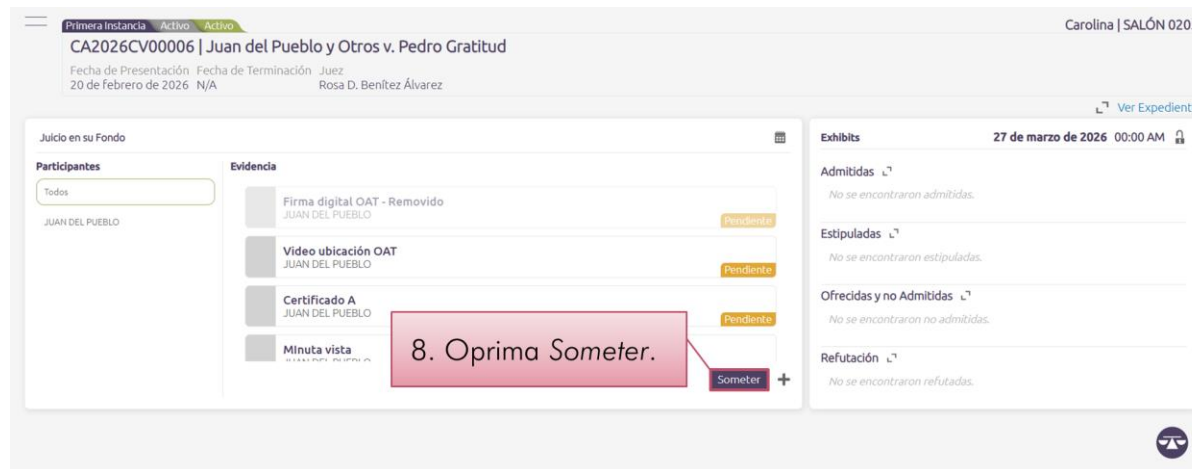 Primera Instancia Activo Activo
Carolina | SALÓN 020
CA2026CV00006 | Juan del Pueblo y Otros v. Pedro Gratitud
Fecha de Presentación Fecha de Terminación Juez
20 de febrero de 2026 N/A Rosa D. Benítez Álvarez
Ver Expedient
Juicio en su Fondo
Participantes
Todos
JUAN DEL PUEBLO
Evidencia
Firma digital OAT - Removido
JUAN DEL PUEBLO
Pendiente
Video ubicación OAT
JUAN DEL PUEBLO
Pendiente
Certificado A
JUAN DEL PUEBLO
Pendiente
MInuta vista
JUAN DEL PUEBLO
8. Oprima Someter.
Someter +
Exhibits 27 de marzo de 2026 00:00 AM
Admitidas
No se encontraron admitidas.
Estipuladas
No se encontraron estipuladas.
Ofrecidas y no Admitidas
No se encontraron no admitidas.
Refutación
No se encontraron refutadas.